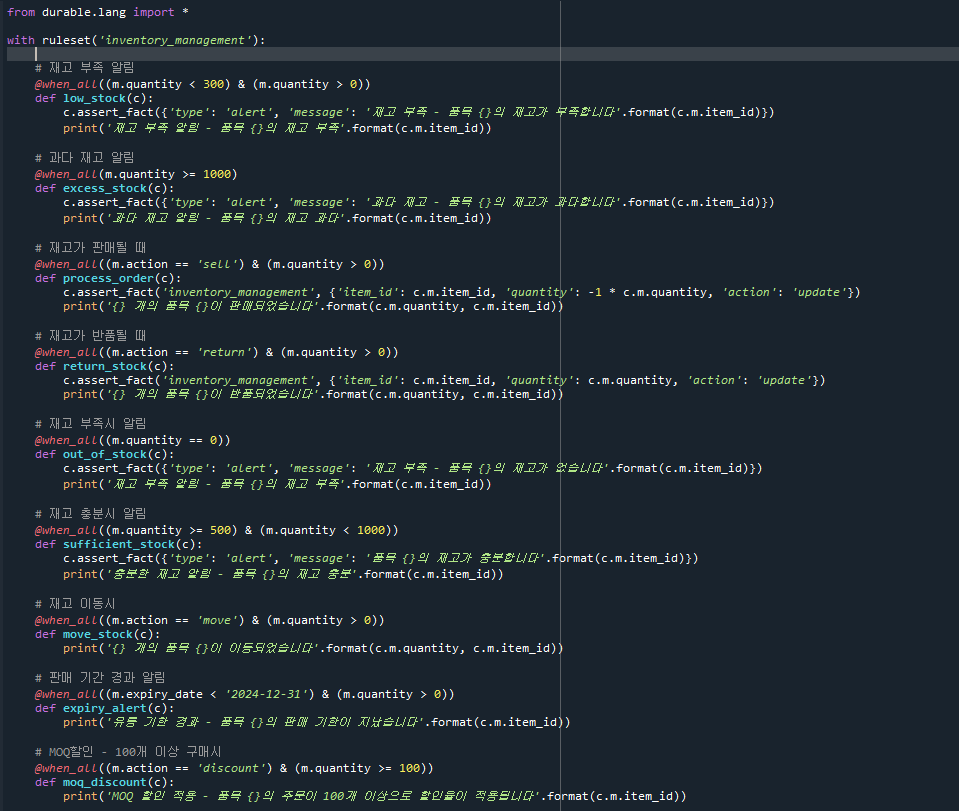 from durable.lang import *
with ruleset('inventory_management'):
# 재고 부족 알림
@when_all((m.quantity < 300) & (m.quantity > 0))
def low_stock(c):
c.assert_fact({'type': 'alert', 'message': '재고 부족 - 품목 {}의 재고가 부족합니다'.format(c.m.item_id)})
print('재고 부족 알림 - 품목 {}의 재고 부족'.format(c.m.item_id))
# 과다 재고 알림
@when_all(m.quantity >= 1000)
def excess_stock(c):
c.assert_fact({'type': 'alert', 'message': '과다 재고 - 품목 {}의 재고가 과다합니다'.format(c.m.item_id)})
print('과다 재고 알림 - 품목 {}의 재고 과다'.format(c.m.item_id))
# 재고가 판매될 때
@when_all((m.action == 'sell') & (m.quantity > 0))
def process_order(c):
c.assert_fact('inventory_management', {'item_id': c.m.item_id, 'quantity': -1 * c.m.quantity, 'action': 'update'})
print('{} 개의 품목 {}이 판매되었습니다'.format(c.m.quantity, c.m.item_id))
# 재고가 반품될 때
@when_all((m.action == 'return') & (m.quantity > 0))
def return_stock(c):
c.assert_fact('inventory_management', {'item_id': c.m.item_id, 'quantity': c.m.quantity, 'action': 'update'})
print('{} 개의 품목 {}이 반품되었습니다'.format(c.m.quantity, c.m.item_id))
# 재고 부족시 알림
@when_all((m.quantity == 0))
def out_of_stock(c):
c.assert_fact({'type': 'alert', 'message': '재고 부족 - 품목 {}의 재고가 없습니다'.format(c.m.item_id)})
print('재고 부족 알림 - 품목 {}의 재고 부족'.format(c.m.item_id))
# 재고 충분시 알림
@when_all((m.quantity >= 500) & (m.quantity < 1000))
def sufficient_stock(c):
c.assert_fact({'type': 'alert', 'message': '품목 {}의 재고가 충분합니다'.format(c.m.item_id)})
print('충분한 재고 알림 - 품목 {}의 재고 충분'.format(c.m.item_id))
# 재고 이동시
@when_all((m.action == 'move') & (m.quantity > 0))
def move_stock(c):
print('{} 개의 품목 {}이 이동되었습니다'.format(c.m.quantity, c.m.item_id))
# 판매 기간 경과 알림
@when_all((m.expiry_date < '2024-12-31') & (m.quantity > 0))
def expiry_alert(c):
print('유통 기한 경과 - 품목 {}의 판매 기한이 지났습니다'.format(c.m.item_id))
# MOQ할인 - 100개 이상 구매시
@when_all((m.action == 'discount') & (m.quantity >= 100))
def moq_discount(c):
print('MOQ 할인 적용 - 품목 {}의 주문이 100개 이상으로 할인율이 적용됩니다'.format(c.m.item_id))